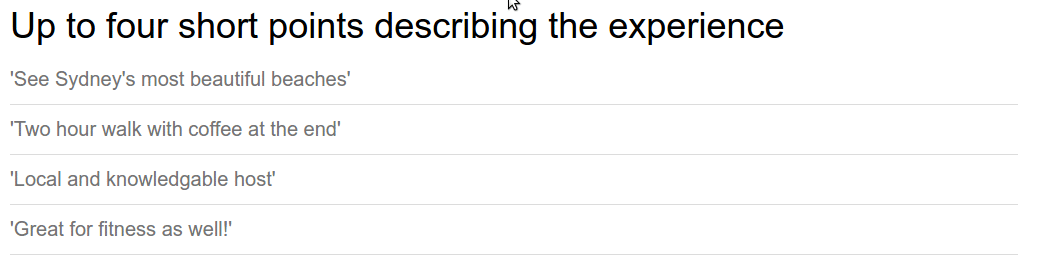 Up to four short points describing the experience
'See Sydney's most beautiful beaches'
'Two hour walk with coffee at the end'
'Local and knowledgable host'
'Great for fitness as well!'